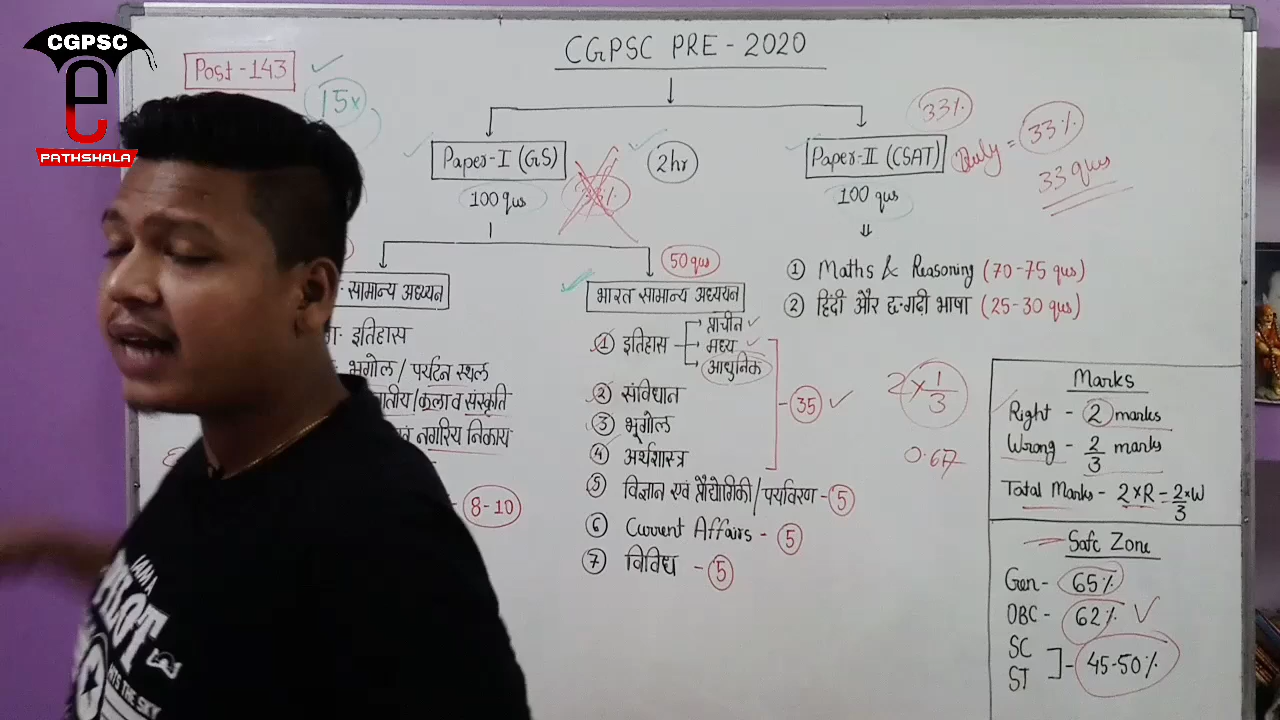 CGPSC
e
PATHSHALA
CGPSC PRE - 2020
Post - 143
15x
Paper-I (GS)
2hr
100 qus
33%
Paper-II (CSAT)
100 qus
Qualy = 33%
33 qus
50 qus
सामान्य अध्ययन
इतिहास
भूगोल / पर्यटन स्थल
कला व संस्कृति
नगरिय निकाय
- 8-10
भारत सामान्य अध्ययन
① इतिहास
प्राचीन
मध्य
आधुनिक
② संविधान
③ भूगोल
④ अर्थशास्त्र
35
⑤ विज्ञान एवं प्रौद्योगिकी / पर्यावरण - 5
⑥ Current Affairs - 5
⑦ विविध - 5
① Maths & Reasoning (70-75 qus)
② हिंदी और छ.गढ़ी भाषा (25-30 qus)
2 × 1/3
0.67
Marks
Right - 2 marks
Wrong - 2/3 marks
Total Marks - 2×R = 2/3×W
Safe Zone
Gen - 65%
OBC - 62%
SC
ST
- 45-50%
I AM A
PILOT